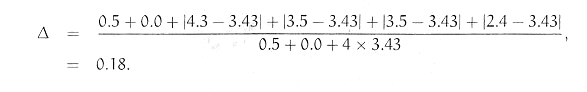 Δ = 0.5 + 0.0 + |4.3 − 3.43| + |3.5 − 3.43| + |3.5 − 3.43| + |2.4 − 3.43|
0.5 + 0.0 + 4 × 3.43 ,
= 0.18.